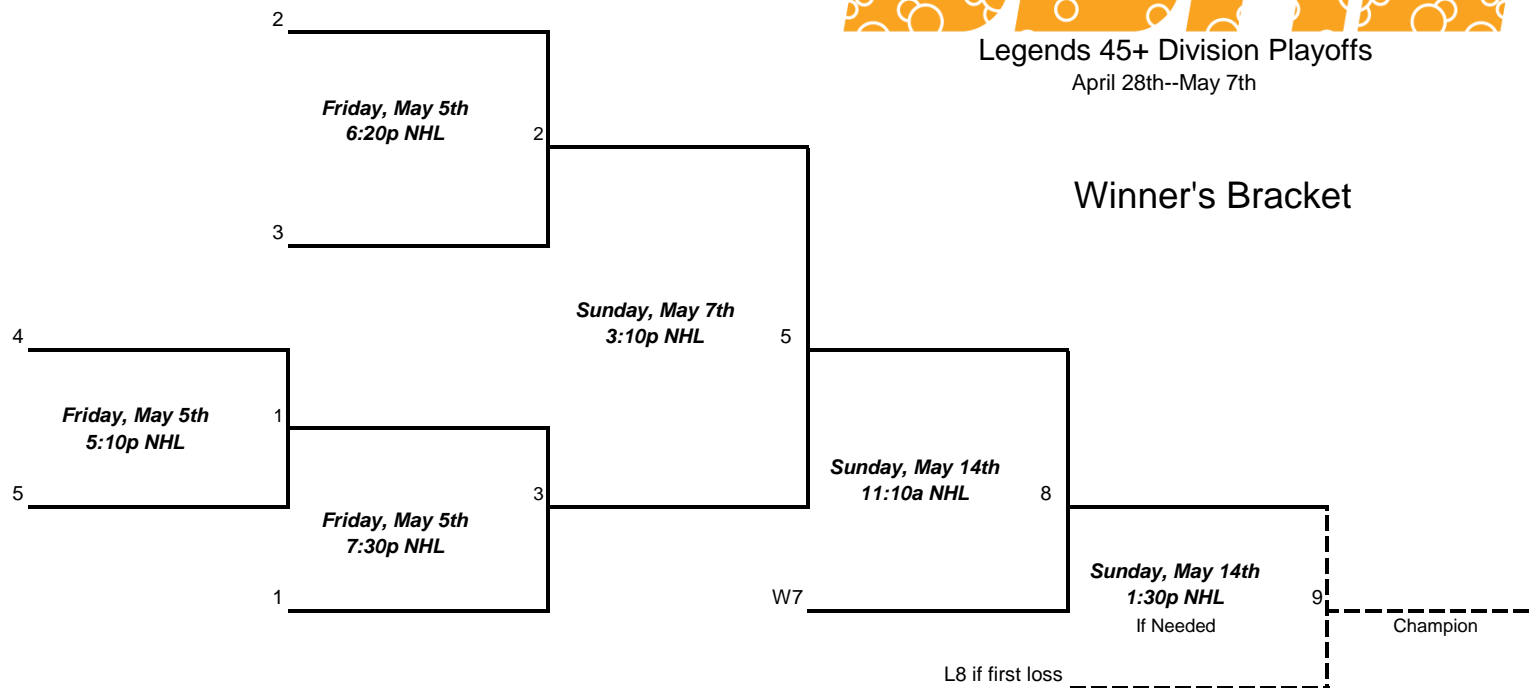 2
Legends 45+ Division Playoffs
April 28th--May 7th
Friday, May 5th
6:20p NHL
2
Winner's Bracket
3
Sunday, May 7th
3:10p NHL
5
4
Friday, May 5th
5:10p NHL
1
5
Sunday, May 14th
11:10a NHL
8
3
Friday, May 5th
7:30p NHL
1
W7
Sunday, May 14th
1:30p NHL
9
If Needed
Champion
L8 if first loss